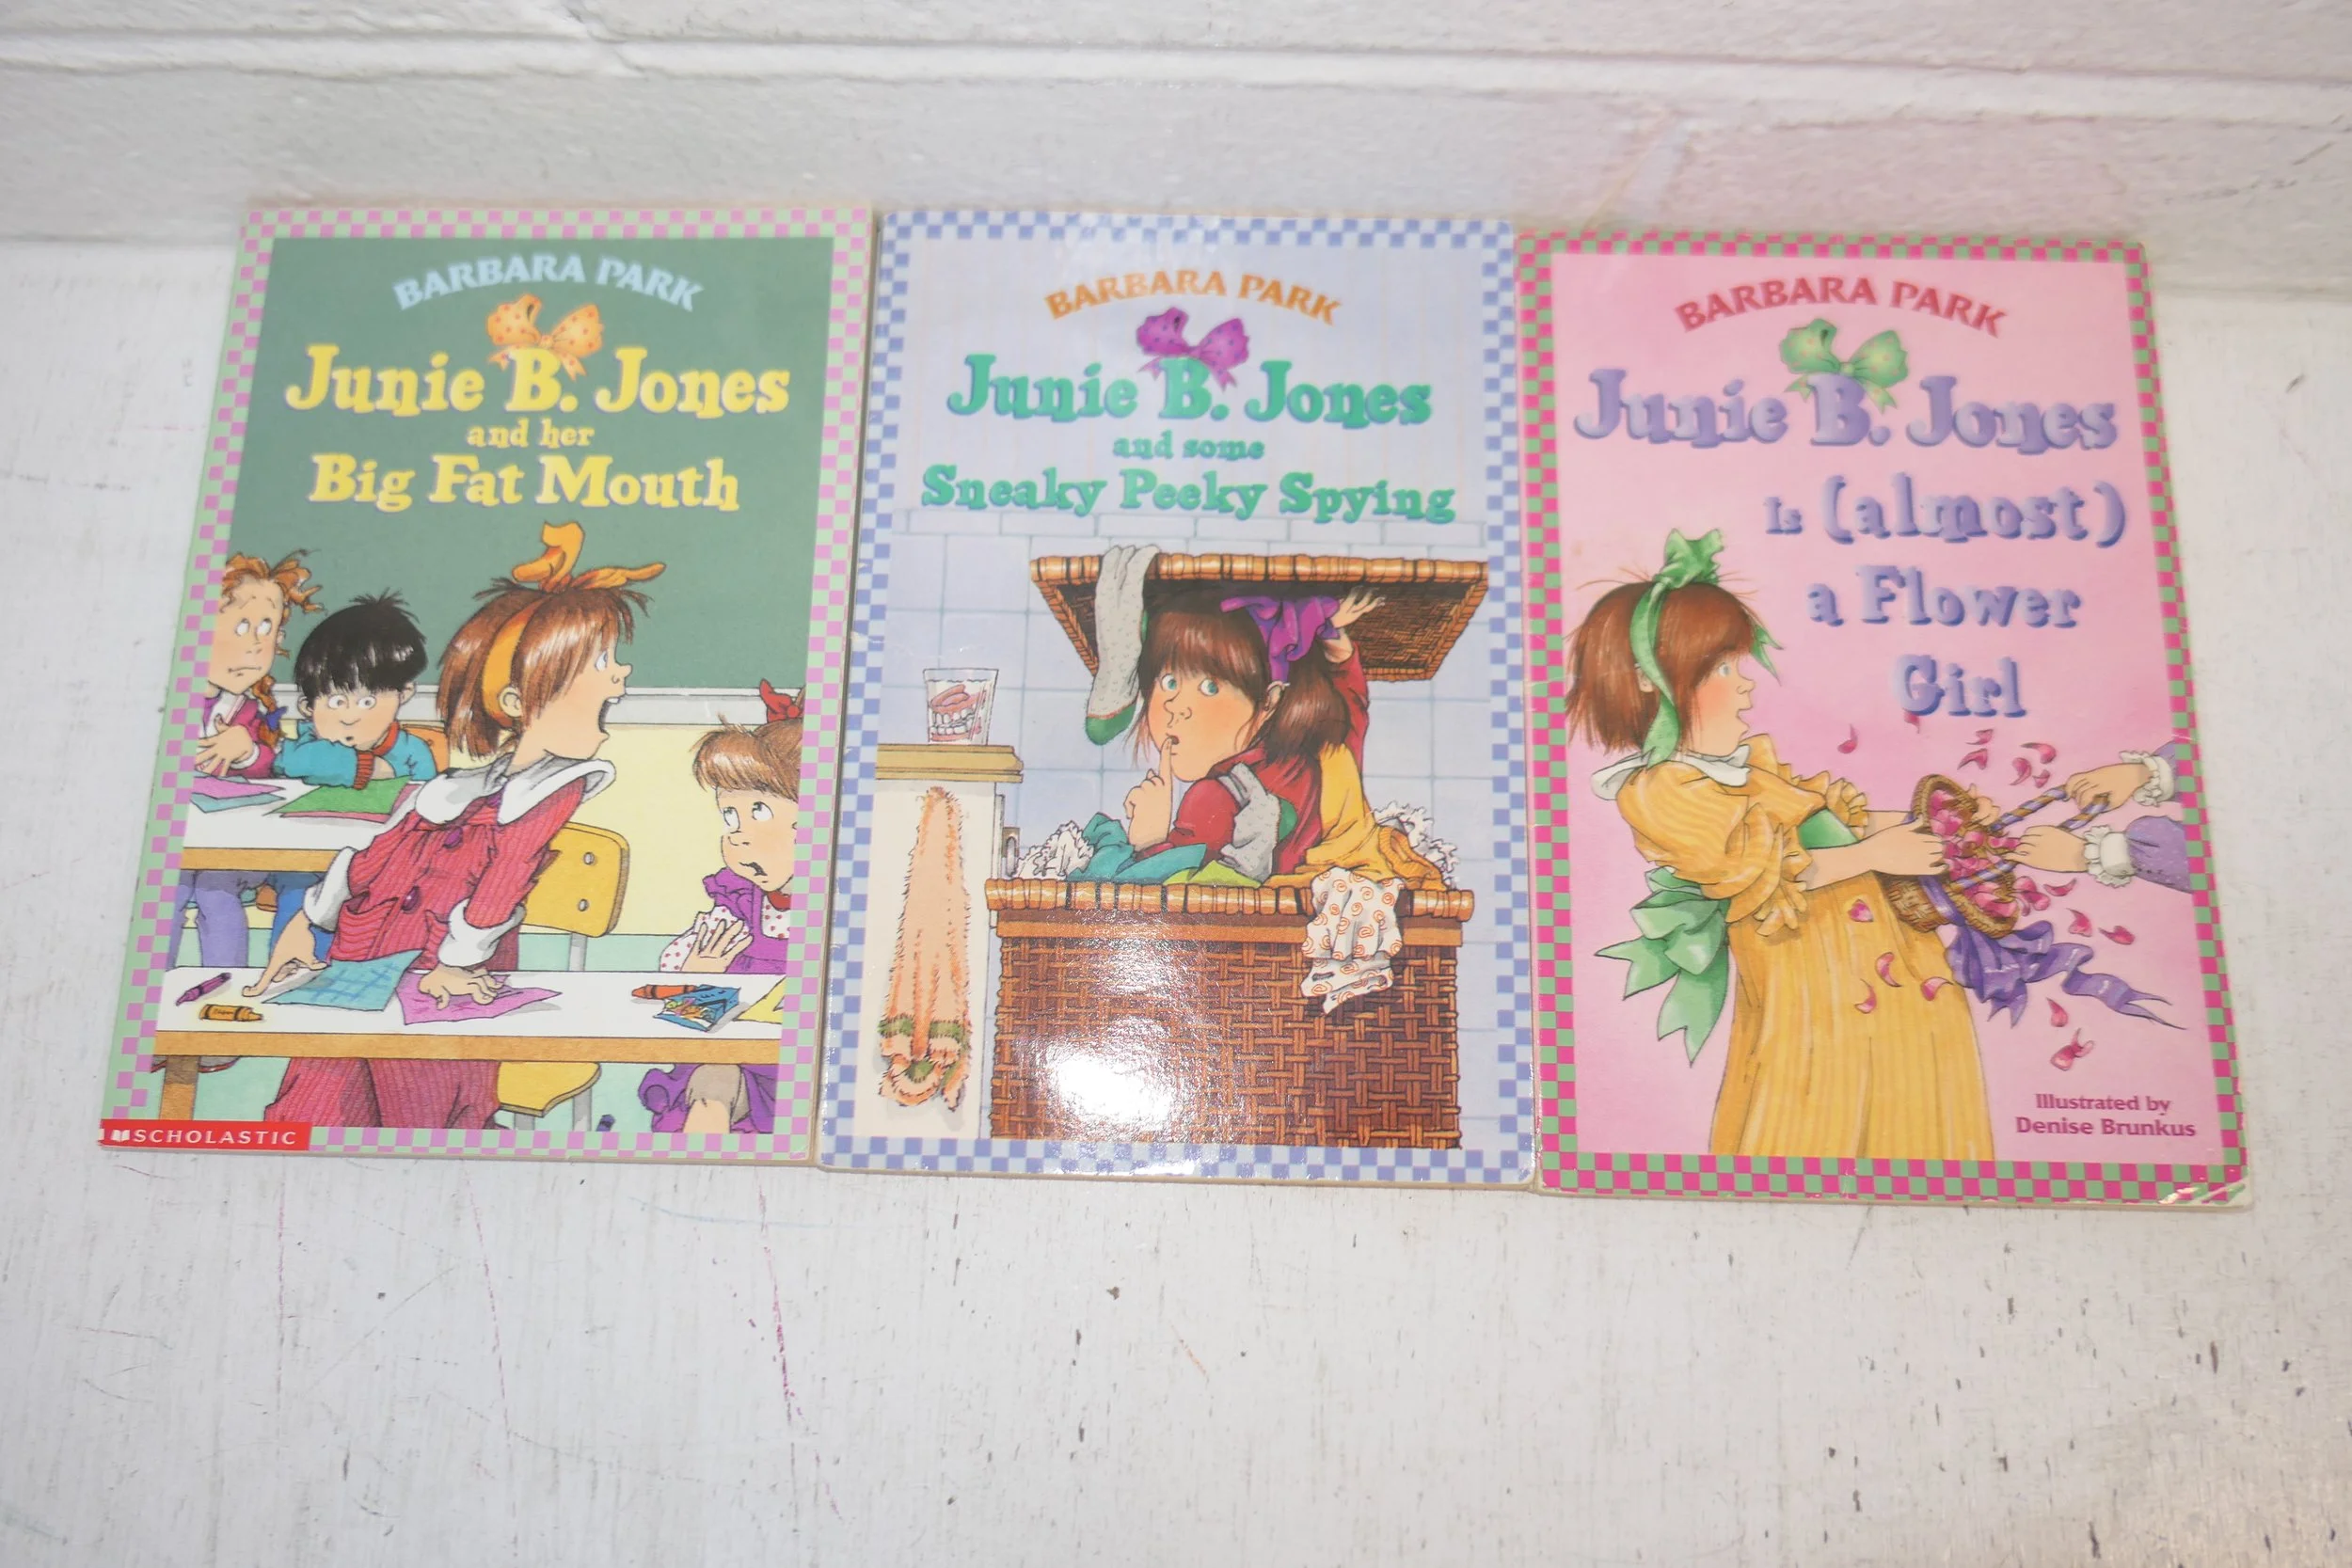 BARBARA PARK
Junie B. Jones
and her
Big Fat Mouth
SCHOLASTIC
BARBARA PARK
Junie B. Jones
and some
Sneaky Peeky Spying
BARBARA PARK
Junie B. Jones
Is (almost)
a Flower
Girl
Illustrated by
Denise Brunkus